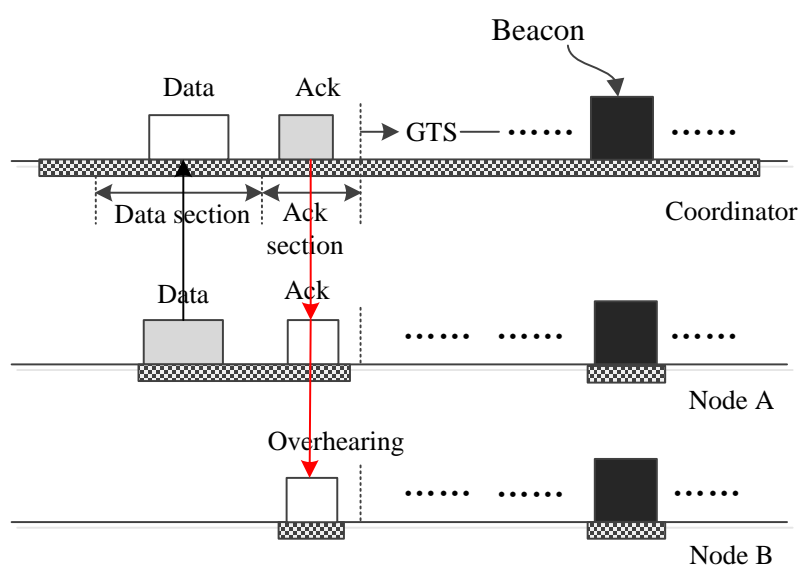 Beacon
Data
Ack
GTS
......
......
Data section
Ack
section
Coordinator
Data
Ack
......
......
......
Node A
Overhearing
......
......
......
Node B